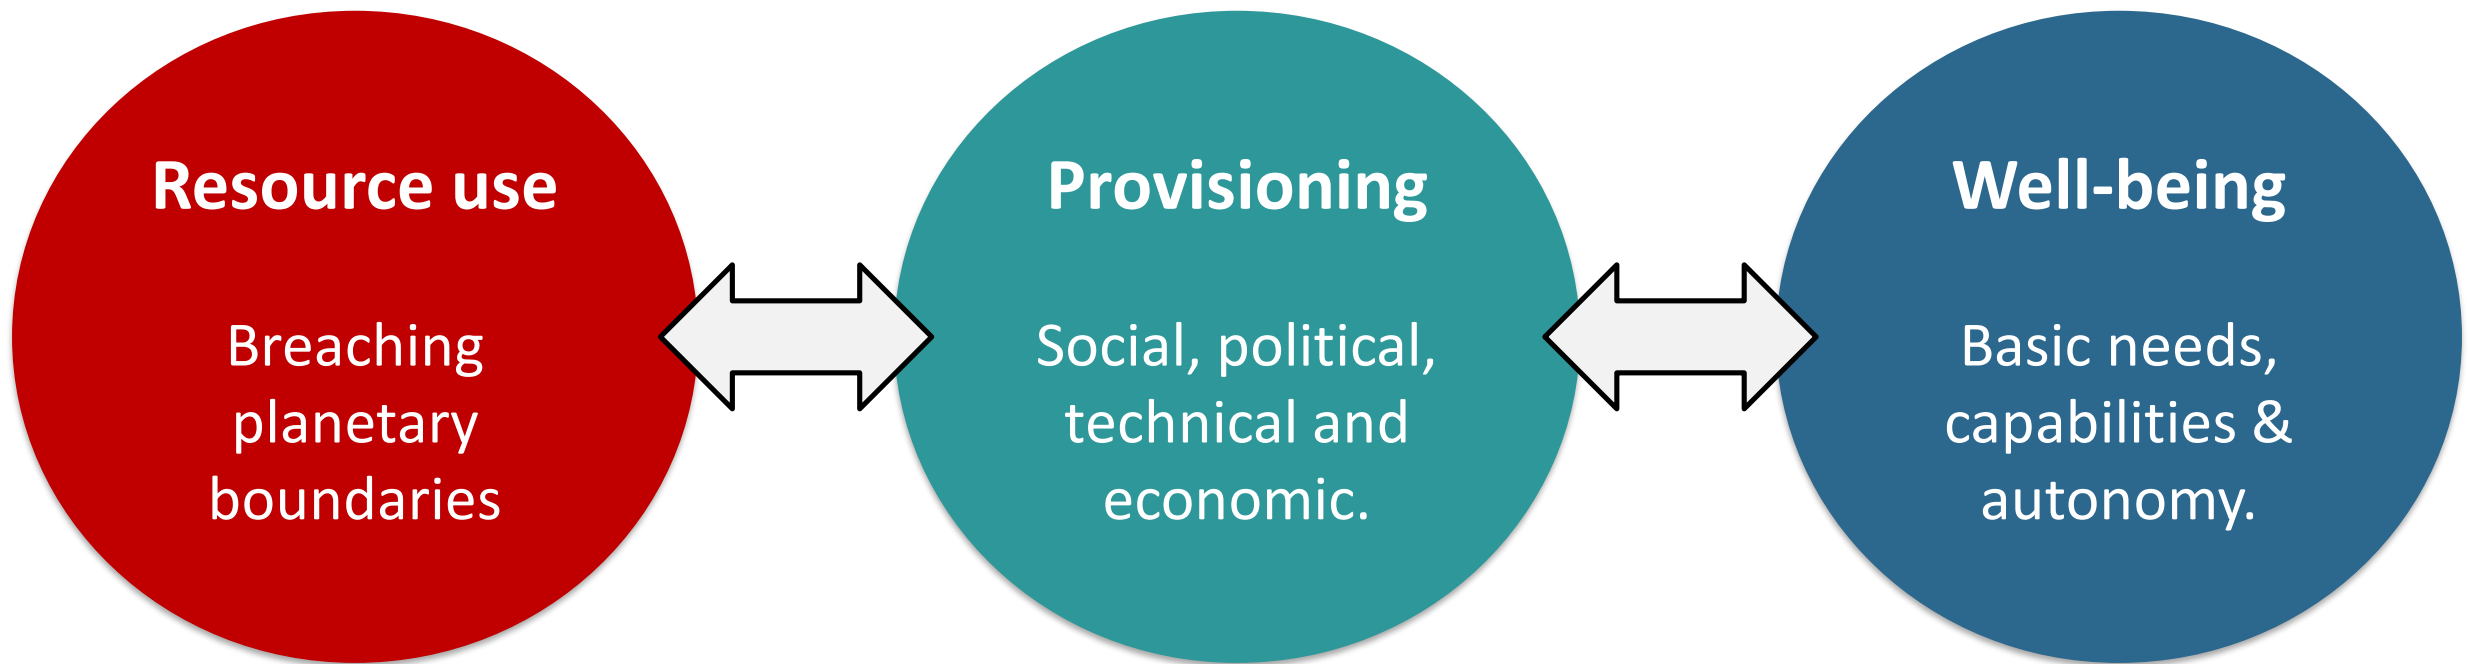 Resource use
Breaching
planetary
boundaries
Provisioning
Social, political,
technical and
economic.
Well-being
Basic needs,
capabilities &
autonomy.